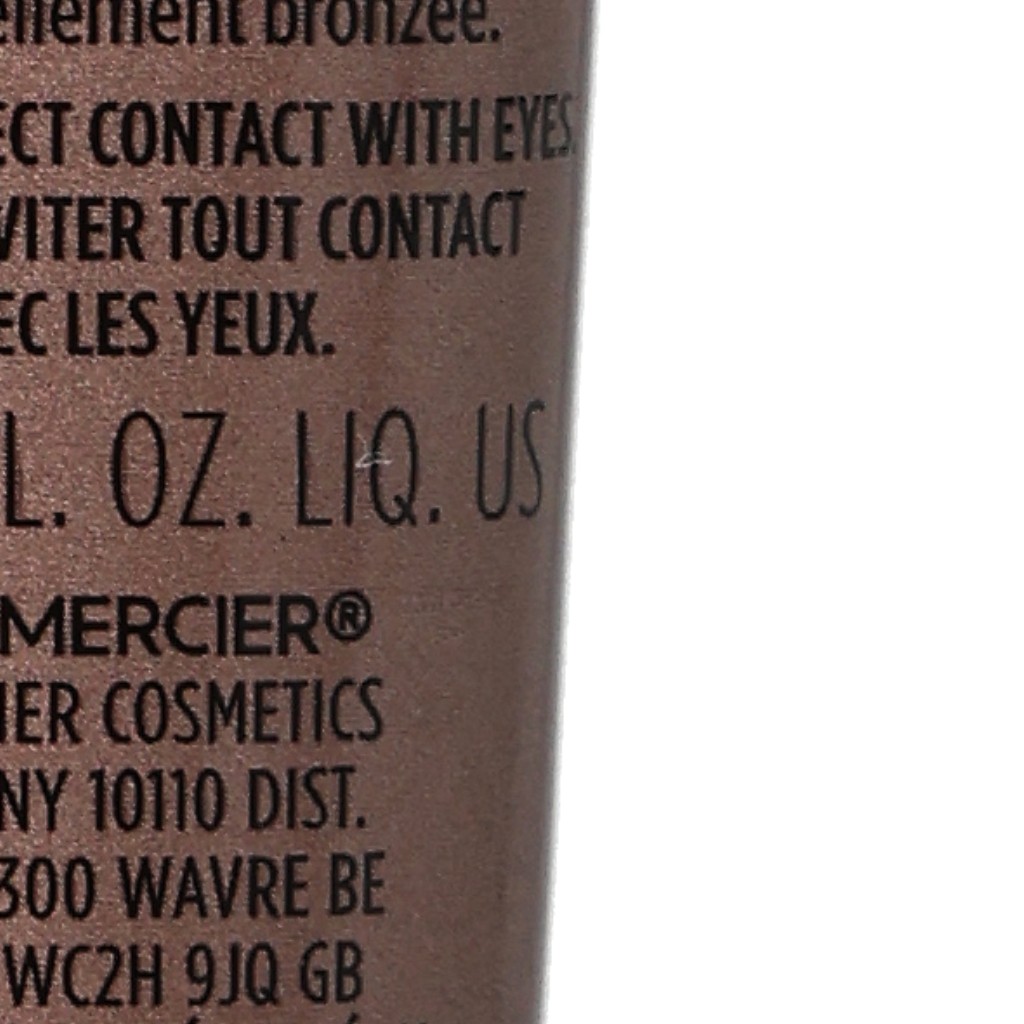 ellement bronzée.
ECT CONTACT WITH EYES.
VITER TOUT CONTACT
EC LES YEUX.
L. OZ. LIQ. US
MERCIER®
IER COSMETICS
NY 10110 DIST.
300 WAVRE BE
WC2H 9JQ GB